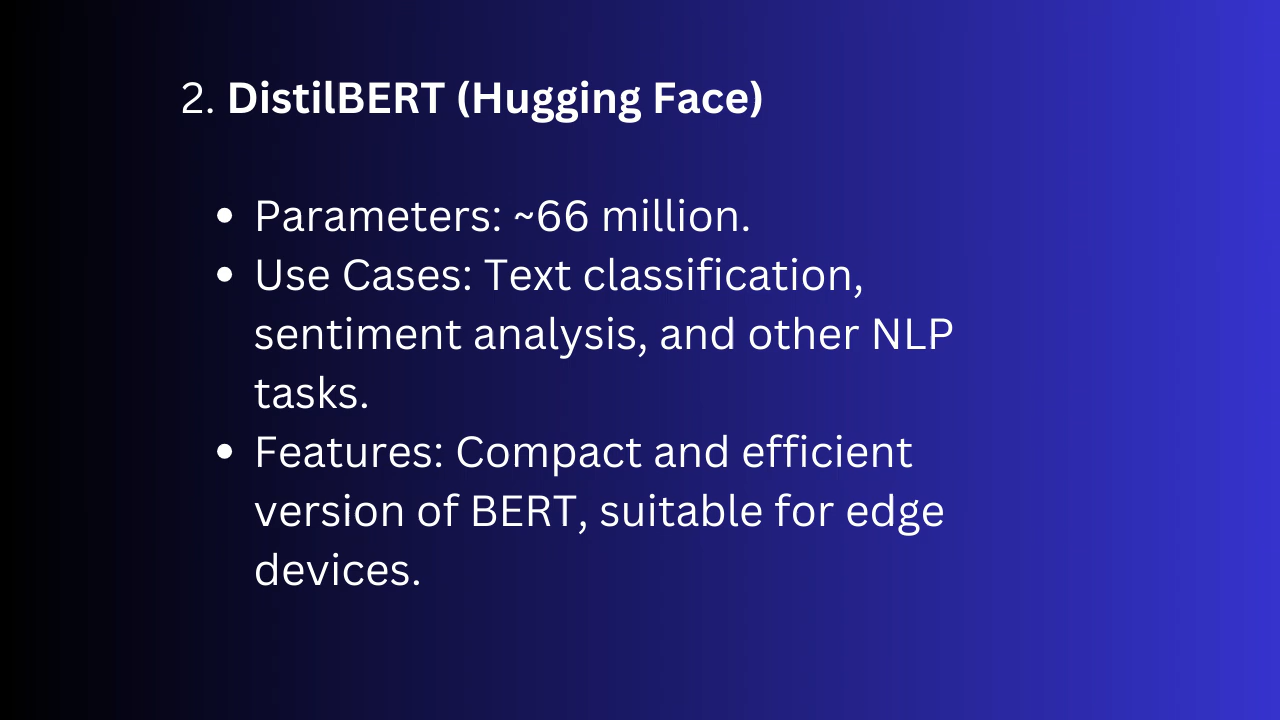 2. DistilBERT (Hugging Face)
• Parameters: ~66 million.
• Use Cases: Text classification,
sentiment analysis, and other NLP
tasks.
• Features: Compact and efficient
version of BERT, suitable for edge
devices.